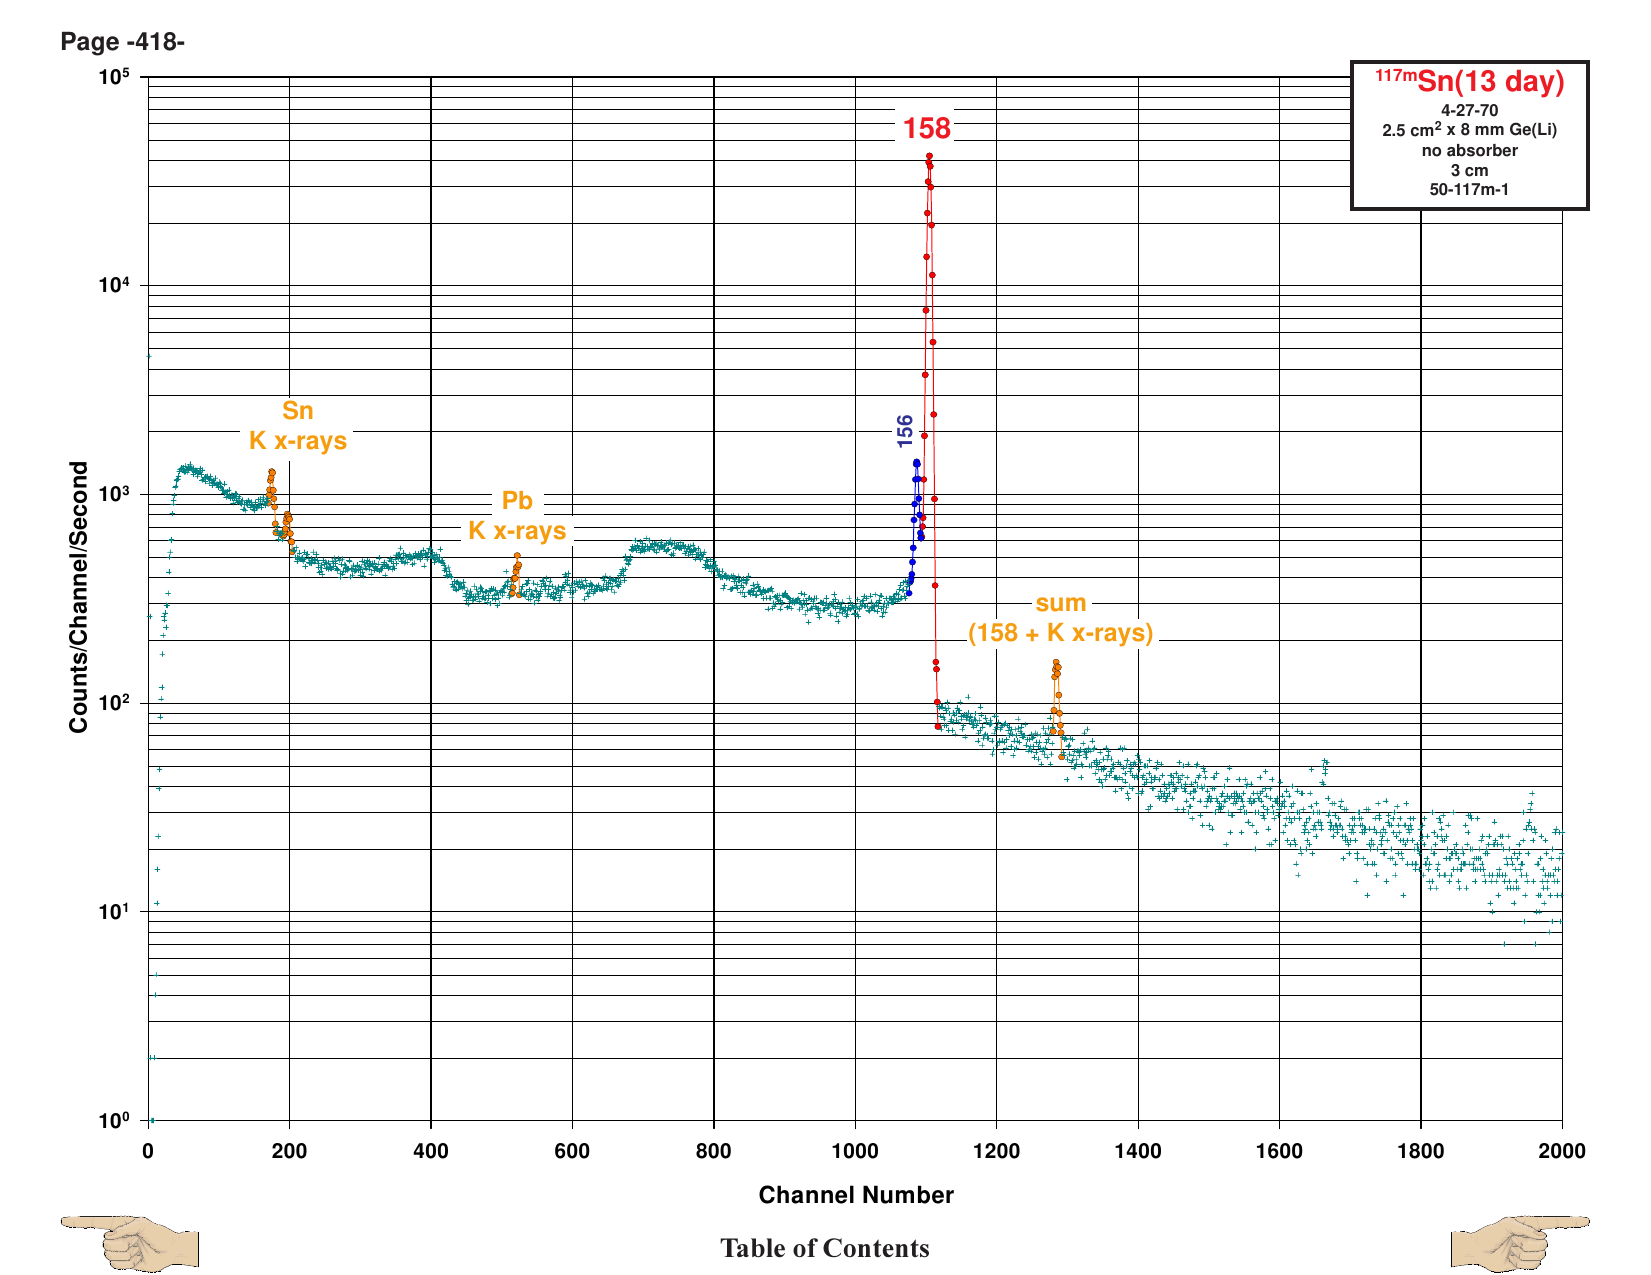 Page -418-
10⁵
10⁴
10³
10²
10¹
10⁰
Counts/Channel/Second
¹¹⁷ᵐSn(13 day)
4-27-70
2.5 cm² x 8 mm Ge(Li)
no absorber
3 cm
50-117m-1
158
156
Sn
K x-rays
Pb
K x-rays
sum
(158 + K x-rays)
0 200 400 600 800 1000 1200 1400 1600 1800 2000
Channel Number
Table of Contents